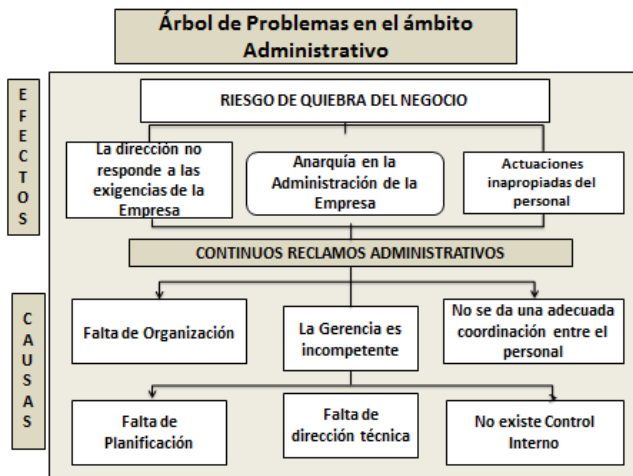 Árbol de Problemas en el ámbito
Administrativo
EFECTOS
RIESGO DE QUIEBRA DEL NEGOCIO
La dirección no
responde a las
exigencias de la
Empresa
Anarquía en la
Administración de la
Empresa
Actuaciones
inapropiadas del
personal
CONTINUOS RECLAMOS ADMINISTRATIVOS
CAUSAS
Falta de Organización
La Gerencia es
incompetente
No se da una adecuada
coordinación entre el
personal
Falta de
Planificación
Falta de
dirección técnica
No existe Control
Interno